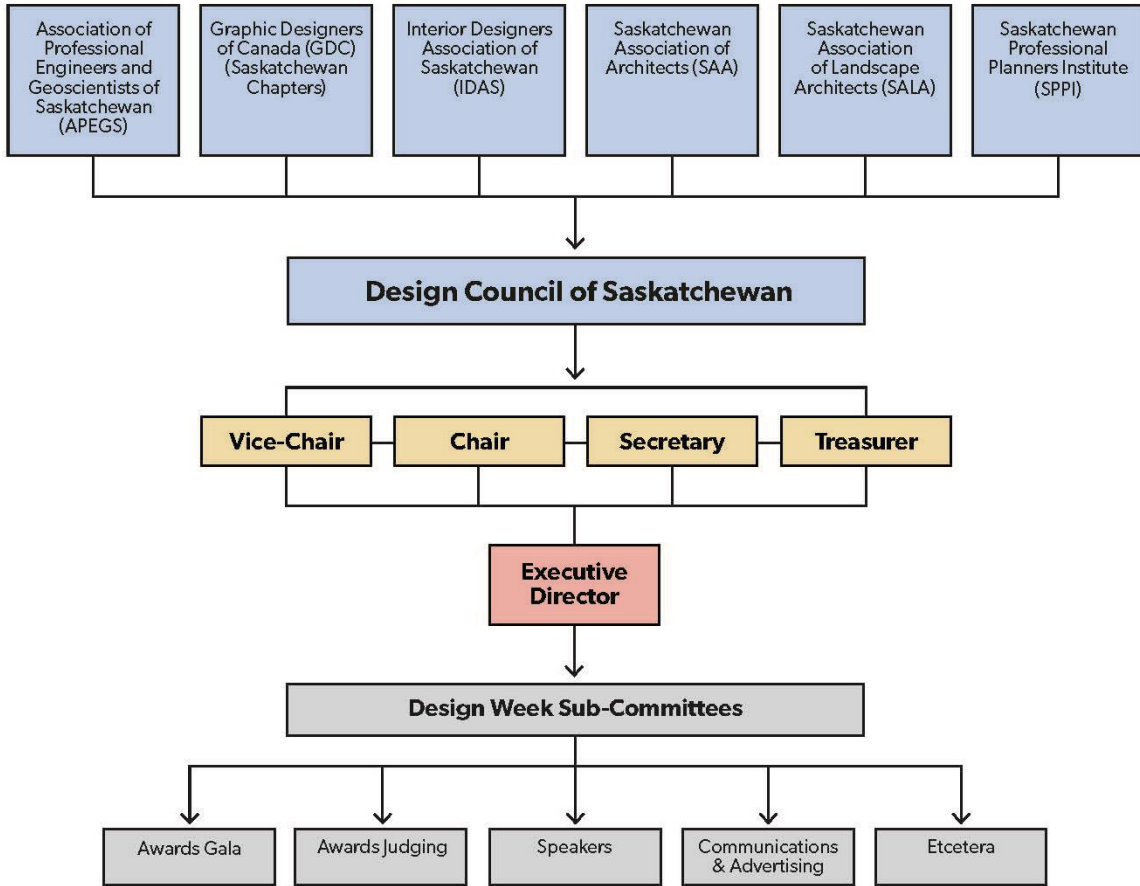 Association of
Professional
Engineers and
Geoscientists of
Saskatchewan
(APEGS)
Graphic Designers
of Canada (GDC)
(Saskatchewan
Chapters)
Interior Designers
Association of
Saskatchewan
(IDAS)
Saskatchewan
Association of
Architects (SAA)
Saskatchewan
Association
of Landscape
Architects (SALA)
Saskatchewan
Professional
Planners Institute
(SPPI)
Design Council of Saskatchewan
Vice-Chair
Chair
Secretary
Treasurer
Executive
Director
Design Week Sub-Committees
Awards Gala
Awards Judging
Speakers
Communications
& Advertising
Etcetera